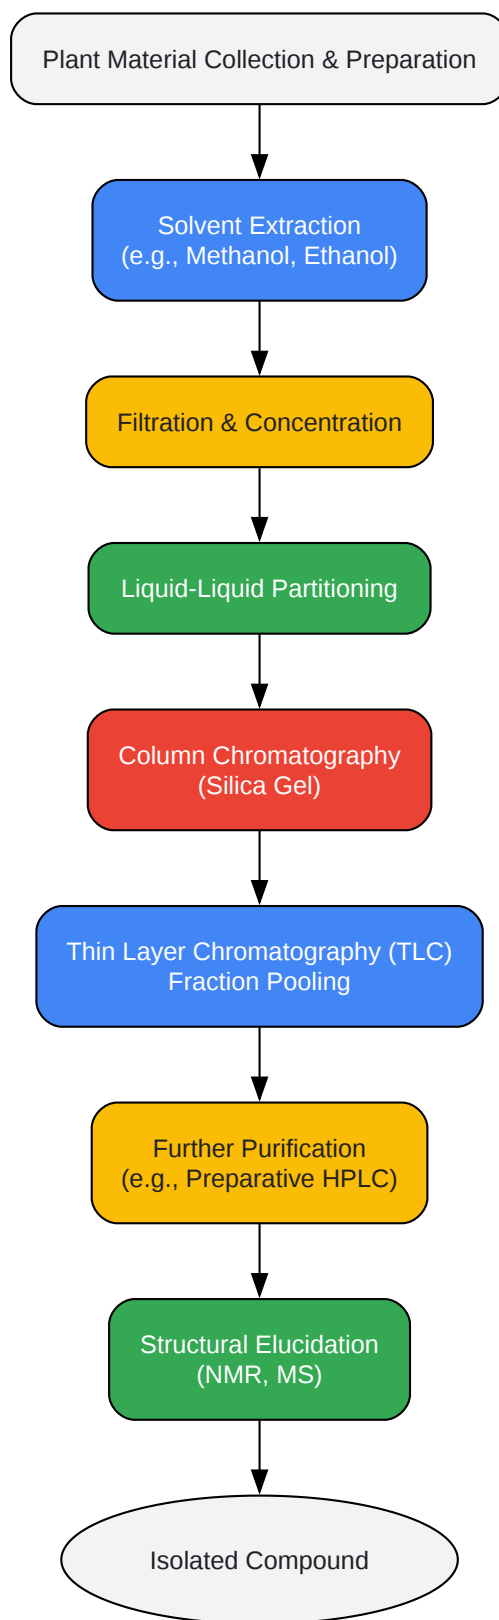 Plant Material Collection & Preparation
Solvent Extraction
(e.g., Methanol, Ethanol)
Filtration & Concentration
Liquid-Liquid Partitioning
Column Chromatography
(Silica Gel)
Thin Layer Chromatography (TLC)
Fraction Pooling
Further Purification
(e.g., Preparative HPLC)
Structural Elucidation
(NMR, MS)
Isolated Compound